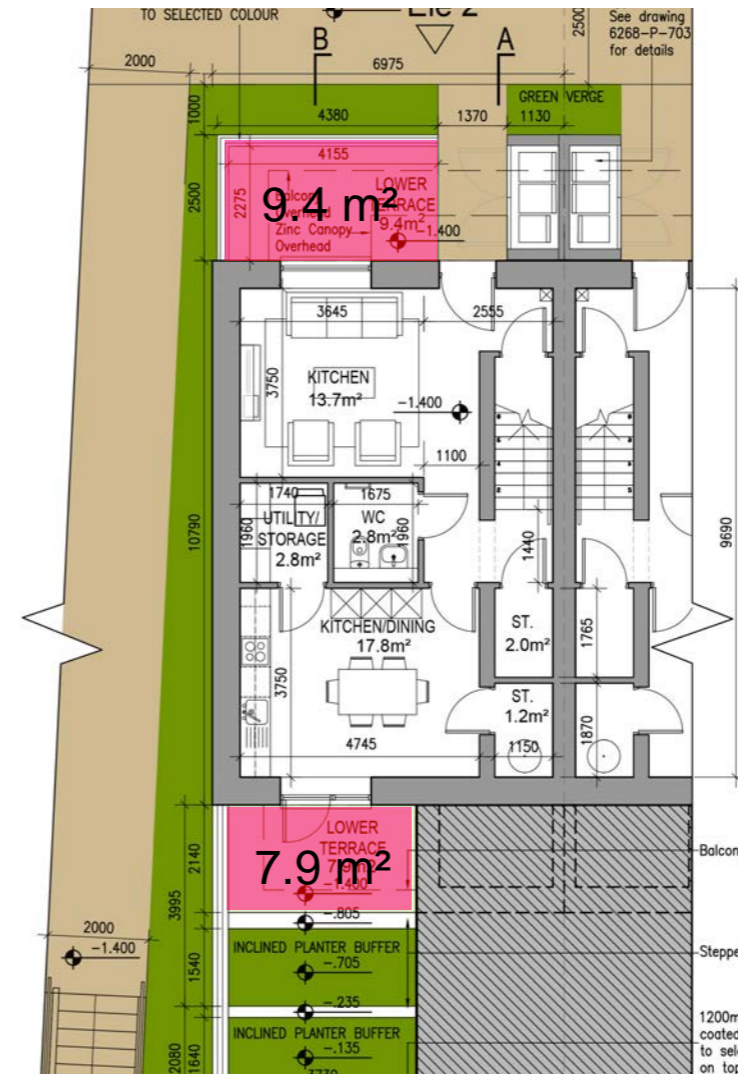 TO SELECTED COLOUR
See drawing
6268-P-703
for details
2500
B
A
2000
6975
1000
GREEN VERGE
4380
1370
1130
4155
2500
2275
9.4 m²
LOWER
TERRACE
9.4m²
Balcony
Overhead
Zinc Canopy
Overhead
-1.400
3645
2555
3750
KITCHEN
13.7m²
-1.400
1100
1740
1675
1960
UTILITY/
STORAGE
2.8m²
WC
2.8m²
1960
1440
10790
9690
KITCHEN/DINING
17.8m²
ST.
2.0m²
1765
3750
ST.
1.2m²
1870
4745
1150
LOWER
TERRACE
7.9m²
7.9 m²
-1.400
2140
3995
Balcon
-.805
2000
-1.400
INCLINED PLANTER BUFFER
-.705
1540
Steppe
-.235
INCLINED PLANTER BUFFER
-.135
2080
1640
1200m
coated
to sele
on top